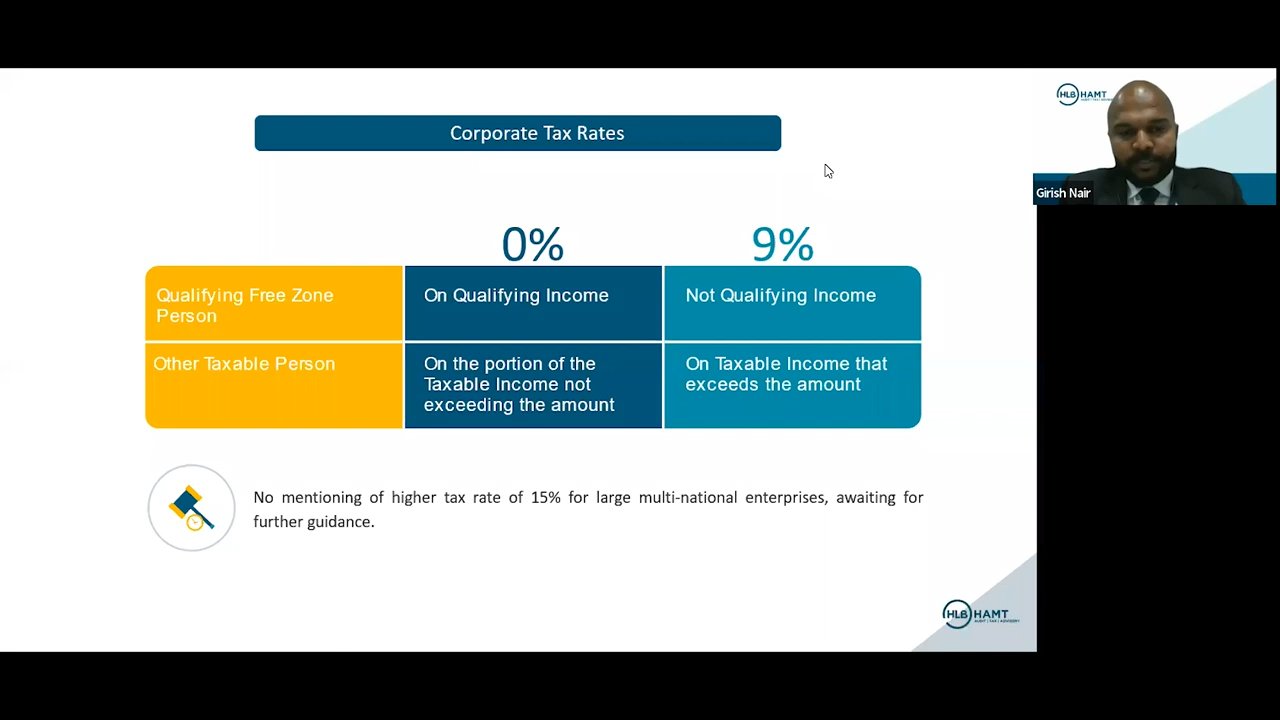 Corporate Tax Rates
HLB HAMT
Girish Nair
0%
9%
Qualifying Free Zone
Person
On Qualifying Income
Not Qualifying Income
Other Taxable Person
On the portion of the
Taxable Income not
exceeding the amount
On Taxable Income that
exceeds the amount
No mentioning of higher tax rate of 15% for large multi-national enterprises, awaiting for
further guidance.
HLB HAMT
AUDIT | TAX | ADVISORY